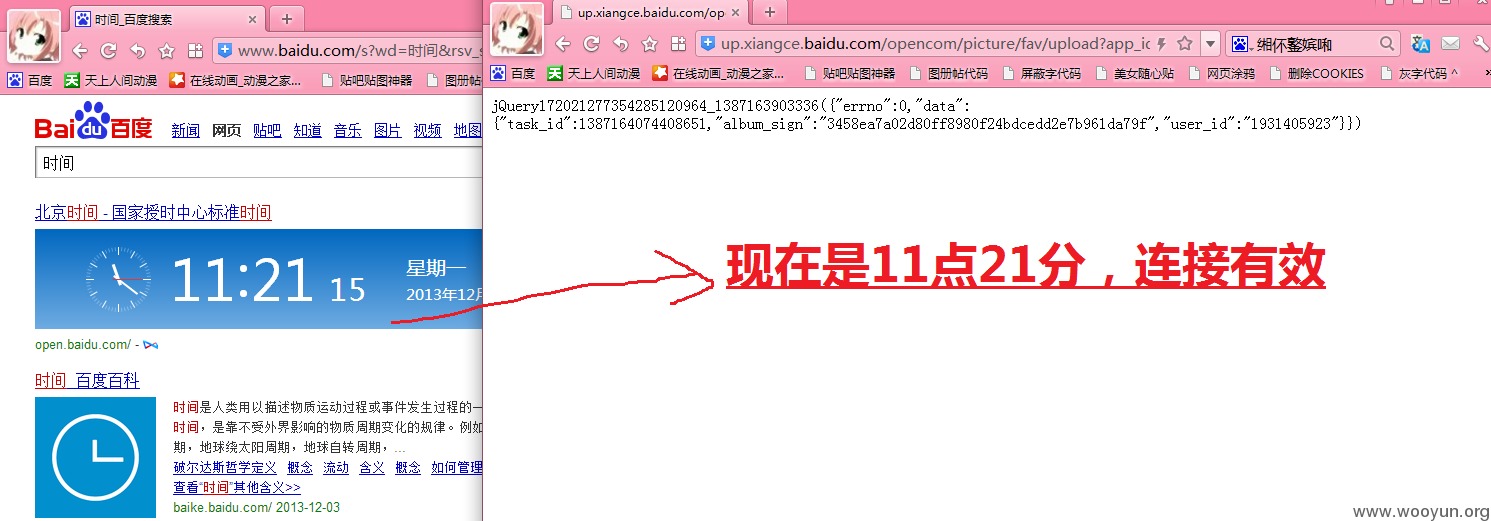 时间_百度搜索
www.baidu.com/s?wd=时间&rsv_s
百度 天上人间动漫 在线动画_动漫之家... 贴吧贴图神器 图册帖
Bai du 百度 新闻 网页 贴吧 知道 音乐 图片 视频 地图
时间
北京时间 - 国家授时中心标准时间
11:21 15
星期一
2013年12月
open.baidu.com/ -
时间_百度百科
时间是人类用以描述物质运动过程或事件发生过程的一
时间，是靠不受外界影响的物质周期变化的规律。例如
期，地球绕太阳周期，地球自转周期，...
破尔达斯哲学定义 概念 流动 含义 概念 如何管理
查看“时间”其他含义>>
baike.baidu.com/ 2013-12-03
up.xiangce.baidu.com/op
up.xiangce.baidu.com/opencom/picture/fav/upload?app_id
百度 天上人间动漫 在线动画_动漫之家... 贴吧贴图神器 图册帖代码 屏蔽字代码 美女随心贴 网页涂鸦 删除COOKIES 灰字代码 ^
jQuery172021277354285120964_1387163903336({"errno":0,"data":
{"task_id":1387164074408651,"album_sign":"3458ea7a02d80ff8980f24bdcedd2e7b961da79f","user_id":"1931405923"}})
现在是11点21分，连接有效
www.wooyun.org